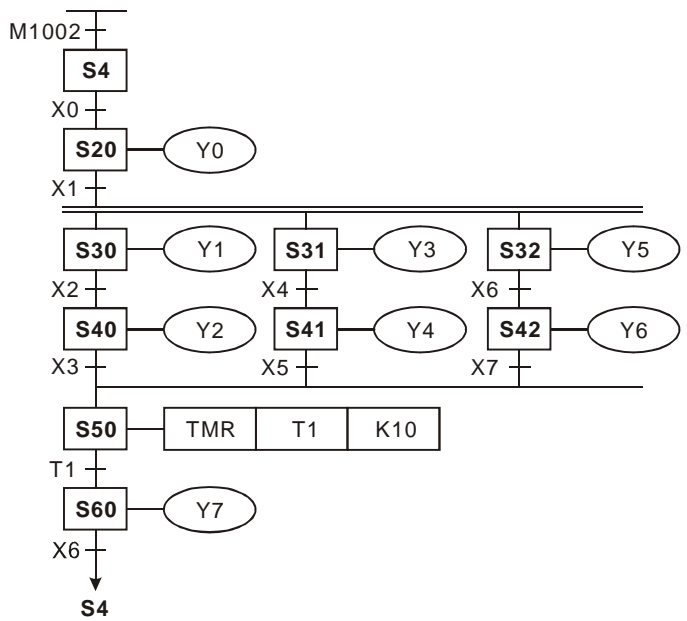 M1002
S4
X0
S20 Y0
X1
S30 Y1 S31 Y3 S32 Y5
X2 X4 X6
S40 Y2 S41 Y4 S42 Y6
X3 X5 X7
S50 TMR T1 K10
T1
S60 Y7
X6
S4